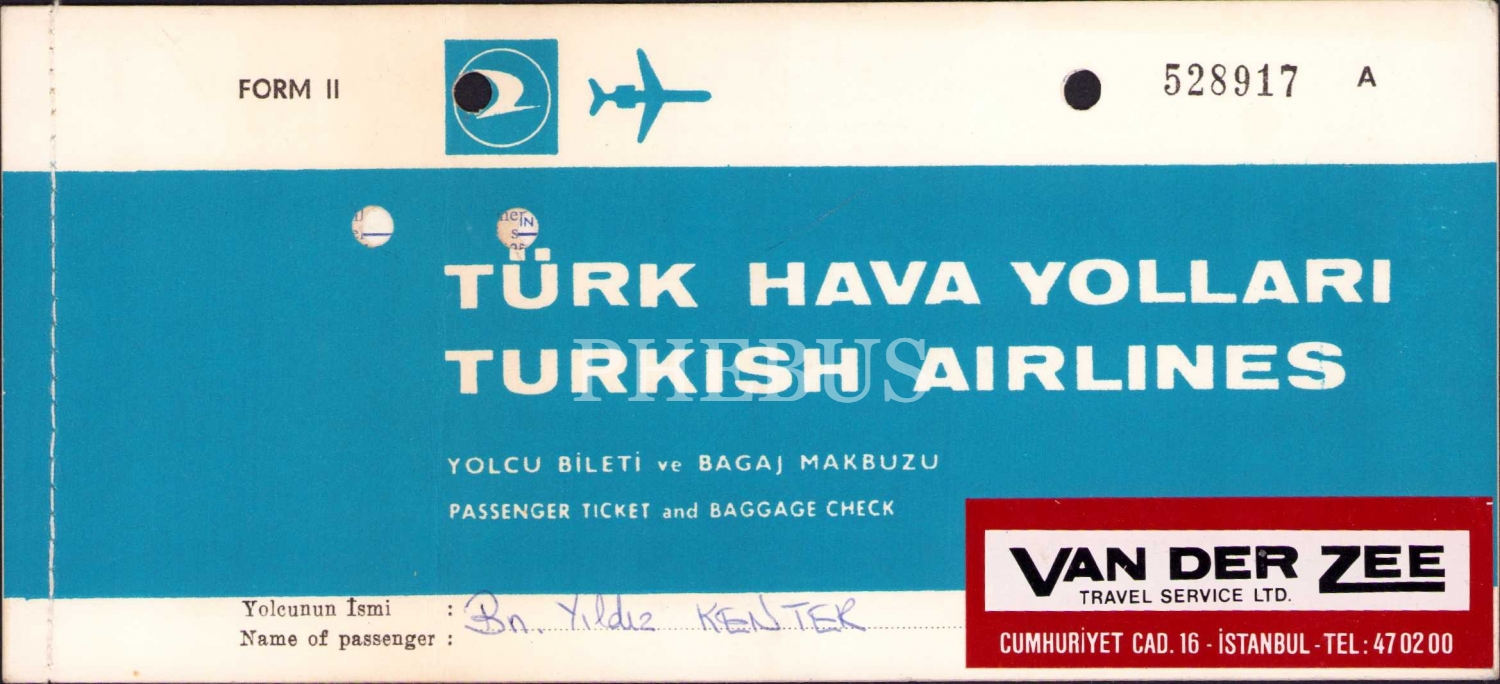 FORM II
528917 A
IN
TÜRK HAVA YOLLARI
TURKISH AIRLINES
PHEBUS
YOLCU BİLETİ ve BAGAJ MAKBUZU
PASSENGER TICKET and BAGGAGE CHECK
VAN DER ZEE
TRAVEL SERVICE LTD.
CUMHURİYET CAD. 16 - İSTANBUL - TEL: 47 02 00
Yolcunun İsmi :
Name of passenger : Bn. Yıldız KENTER